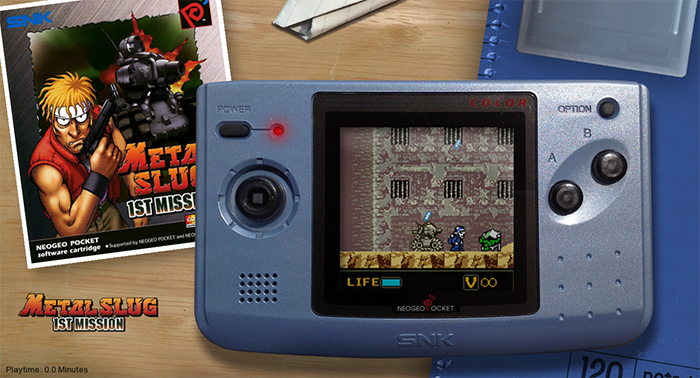 SNK
METAL
SLUG
1ST MISSION
NEOGEO POCKET
software cartridge
METAL SLUG
1ST MISSION
Playtime: 0.0 Minutes
COLOR
POWER
OPTION
B
A
LIFE
V∞
NEOGEO POCKET
SNK
120